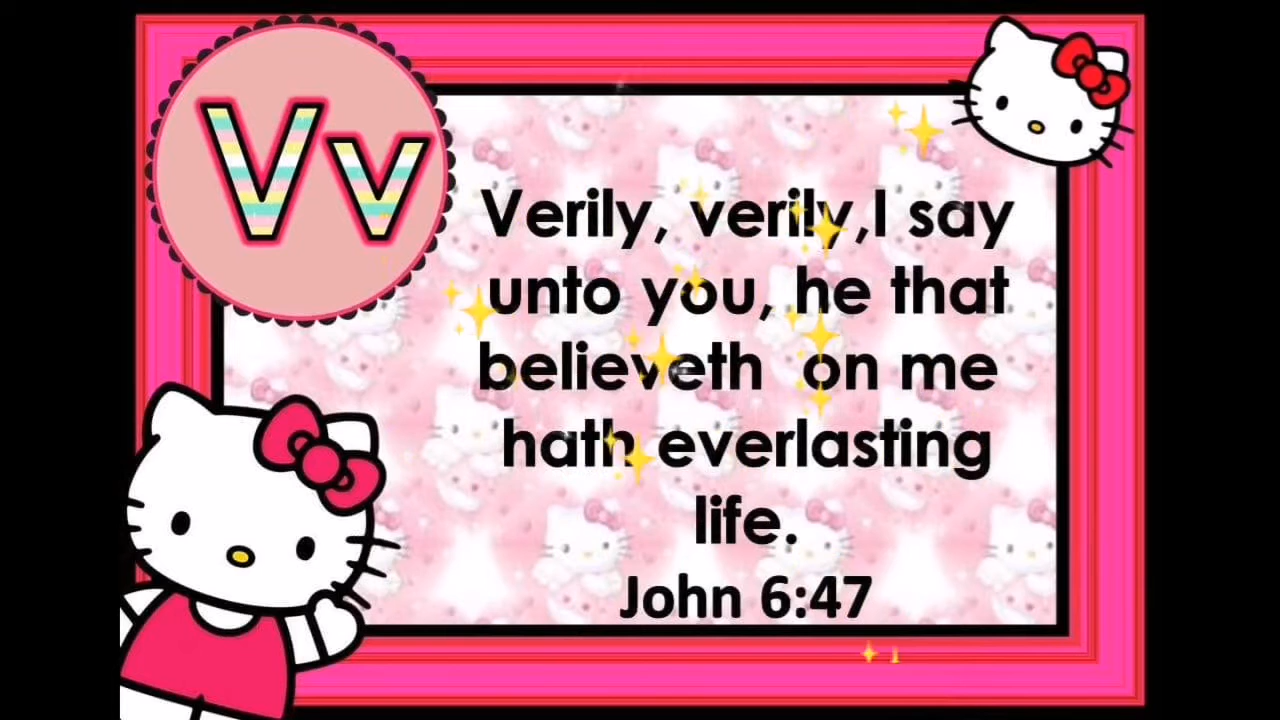 Vv
Verily, verily,I say
unto you, he that
believeth on me
hath everlasting
life.
John 6:47